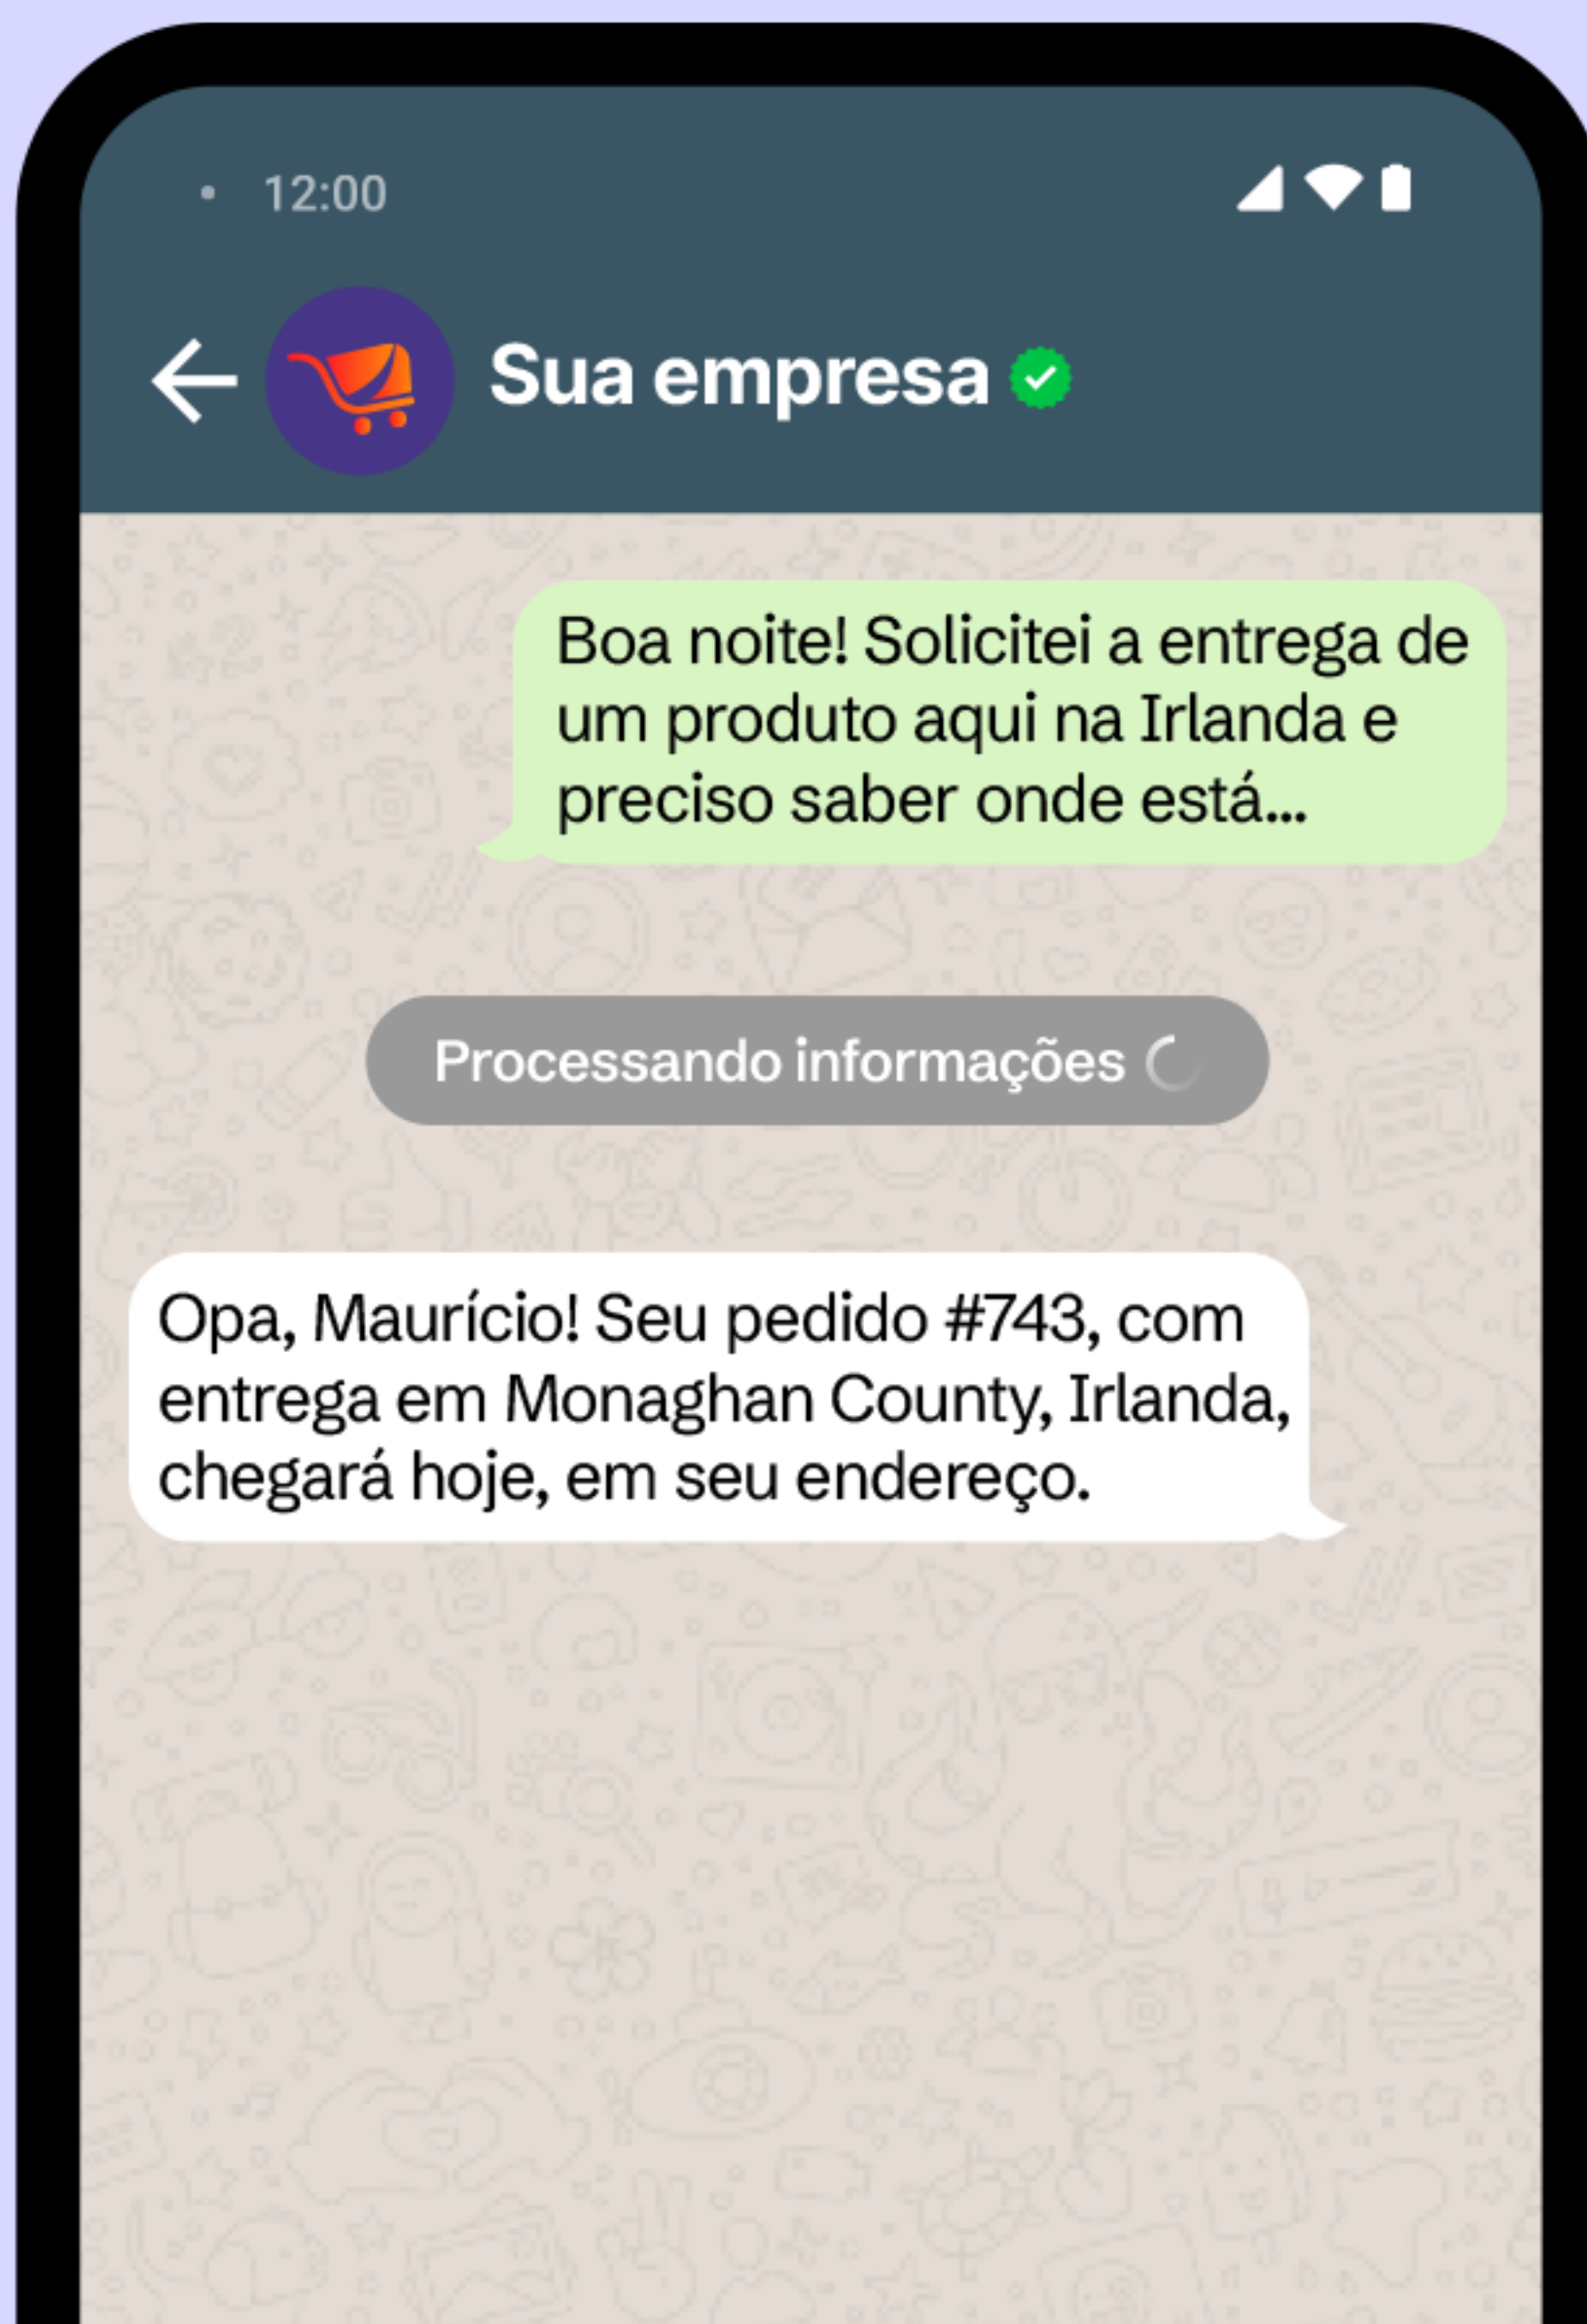 12:00
Sua empresa
Boa noite! Solicitei a entrega de
um produto aqui na Irlanda e
preciso saber onde está...
Processando informações
Opa, Maurício! Seu pedido #743, com
entrega em Monaghan County, Irlanda,
chegará hoje, em seu endereço.